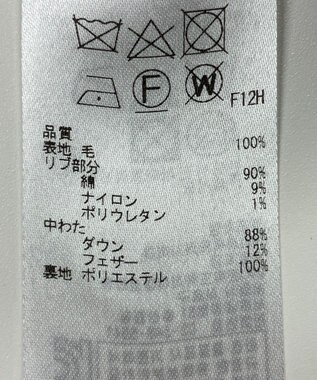 F W F12H
品質
表地 毛 100%
リブ部分
綿 90%
ナイロン 9%
ポリウレタン 1%
中わた
ダウン 88%
フェザー 12%
裏地 ポリエステル 100%